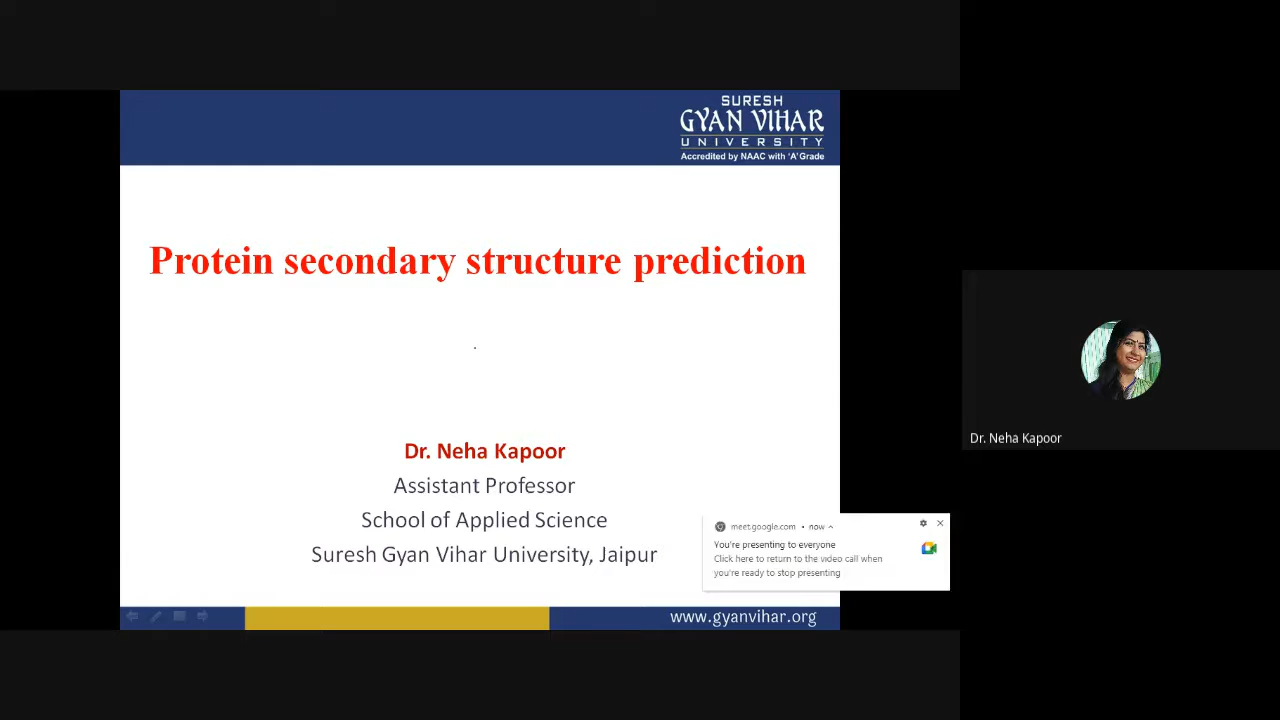 SURESH
GYAN VIHAR
UNIVERSITY
Accredited by NAAC with 'A' Grade
Protein secondary structure prediction
Dr. Neha Kapoor
Assistant Professor
School of Applied Science
Suresh Gyan Vihar University, Jaipur
meet.google.com • now
You're presenting to everyone
Click here to return to the video call when
you're ready to stop presenting
www.gyanvihar.org
Dr. Neha Kapoor